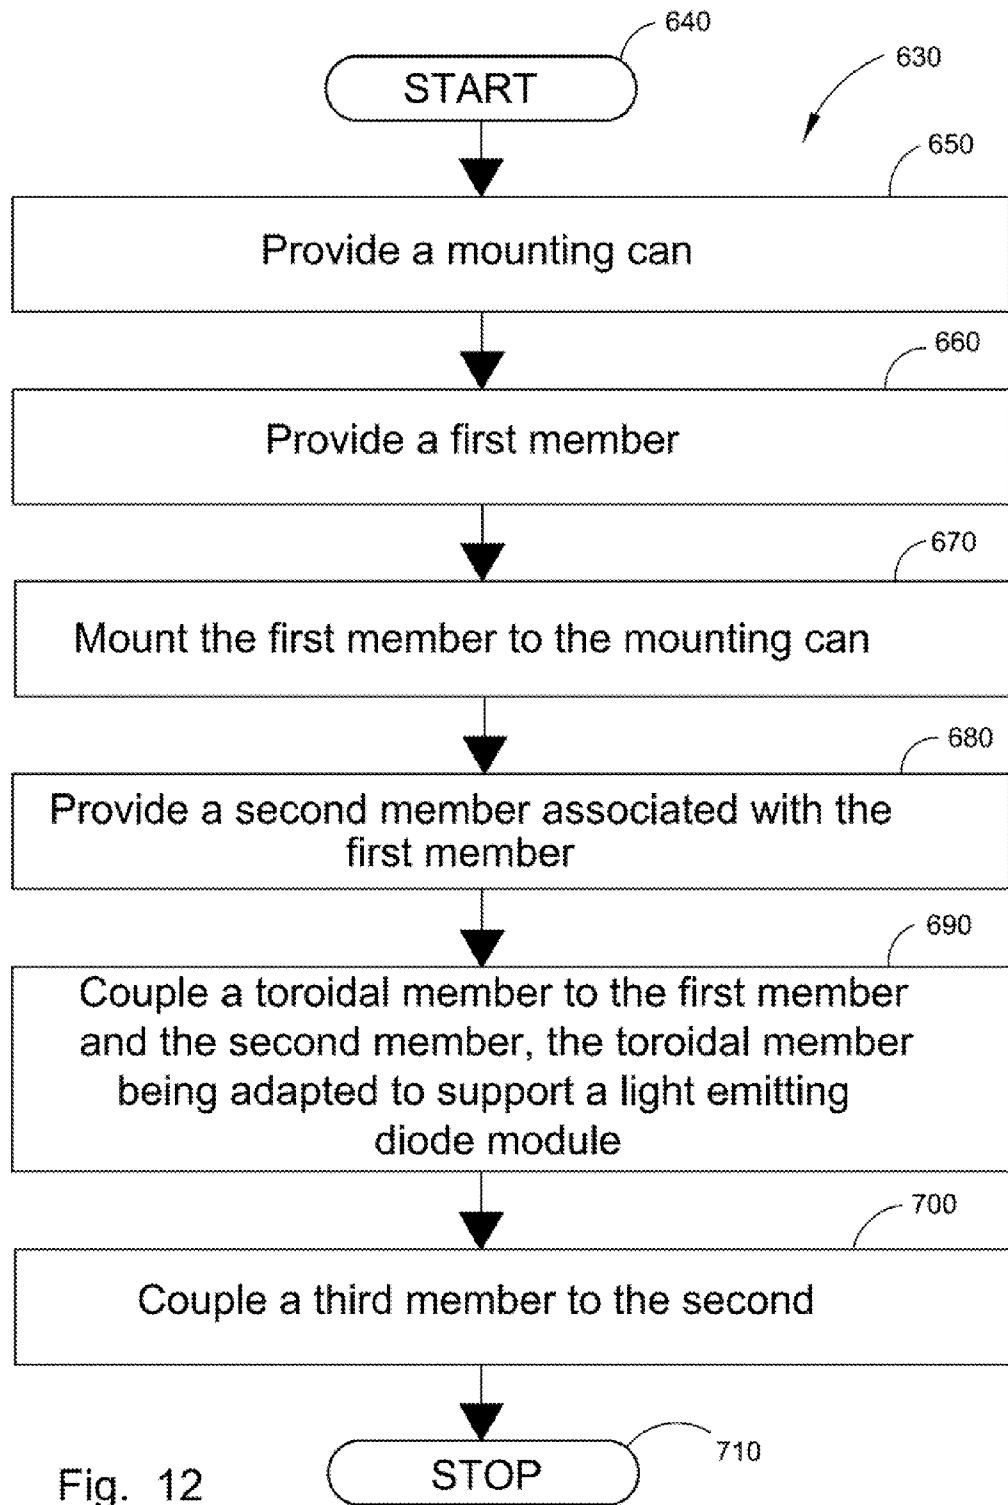 640
START
630
650
Provide a mounting can
660
Provide a first member
670
Mount the first member to the mounting can
680
Provide a second member associated with the
first member
690
Couple a toroidal member to the first member
and the second member, the toroidal member
being adapted to support a light emitting
diode module
700
Couple a third member to the second
710
STOP
Fig. 12